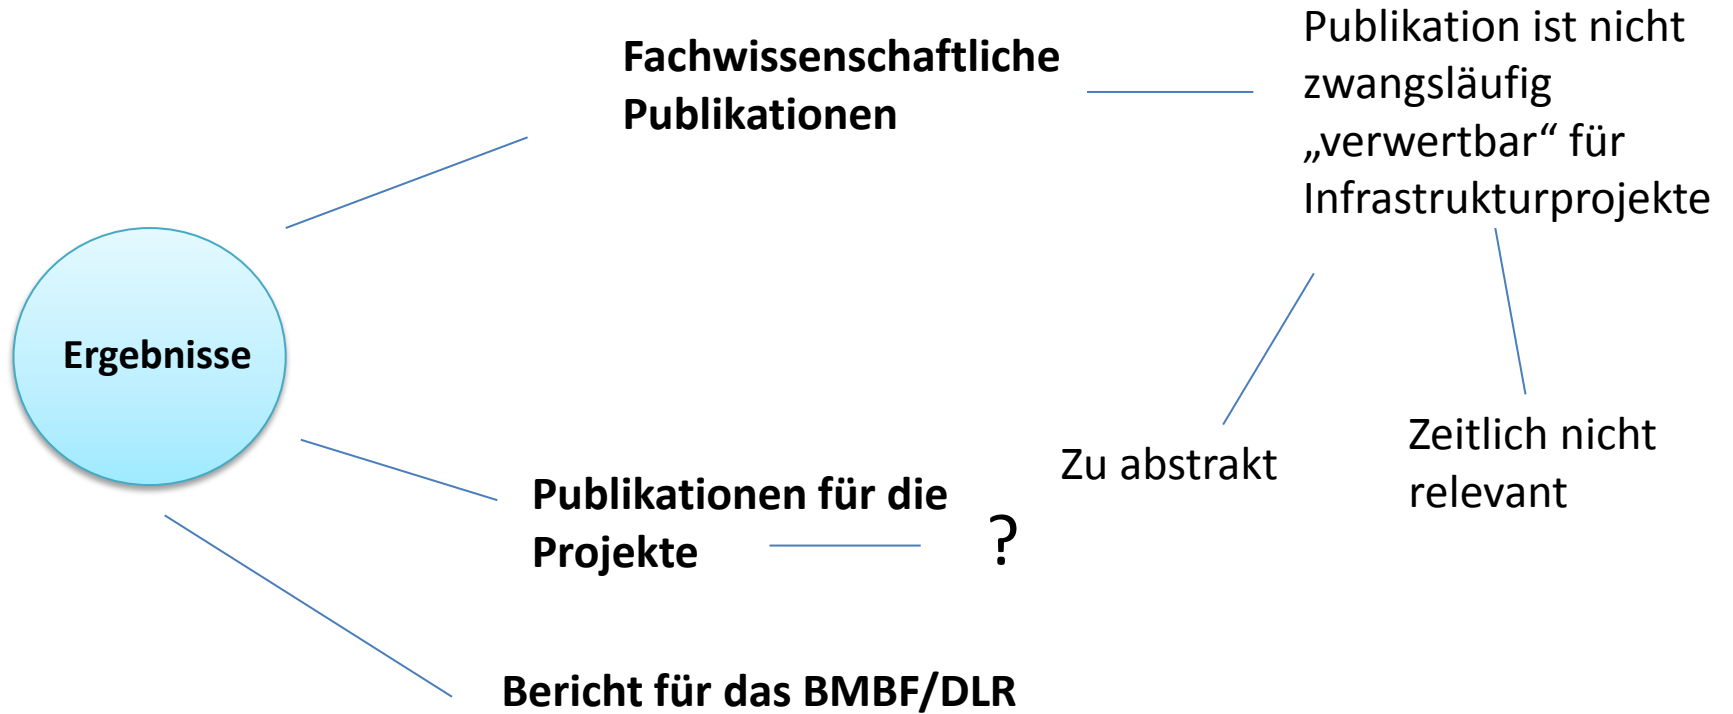 Fachwissenschaftliche
Publikationen
Publikation ist nicht
zwangsläufig
„verwertbar“ für
Infrastrukturprojekte
Ergebnisse
Zu abstrakt
Zeitlich nicht
relevant
Publikationen für die
Projekte
?
Bericht für das BMBF/DLR